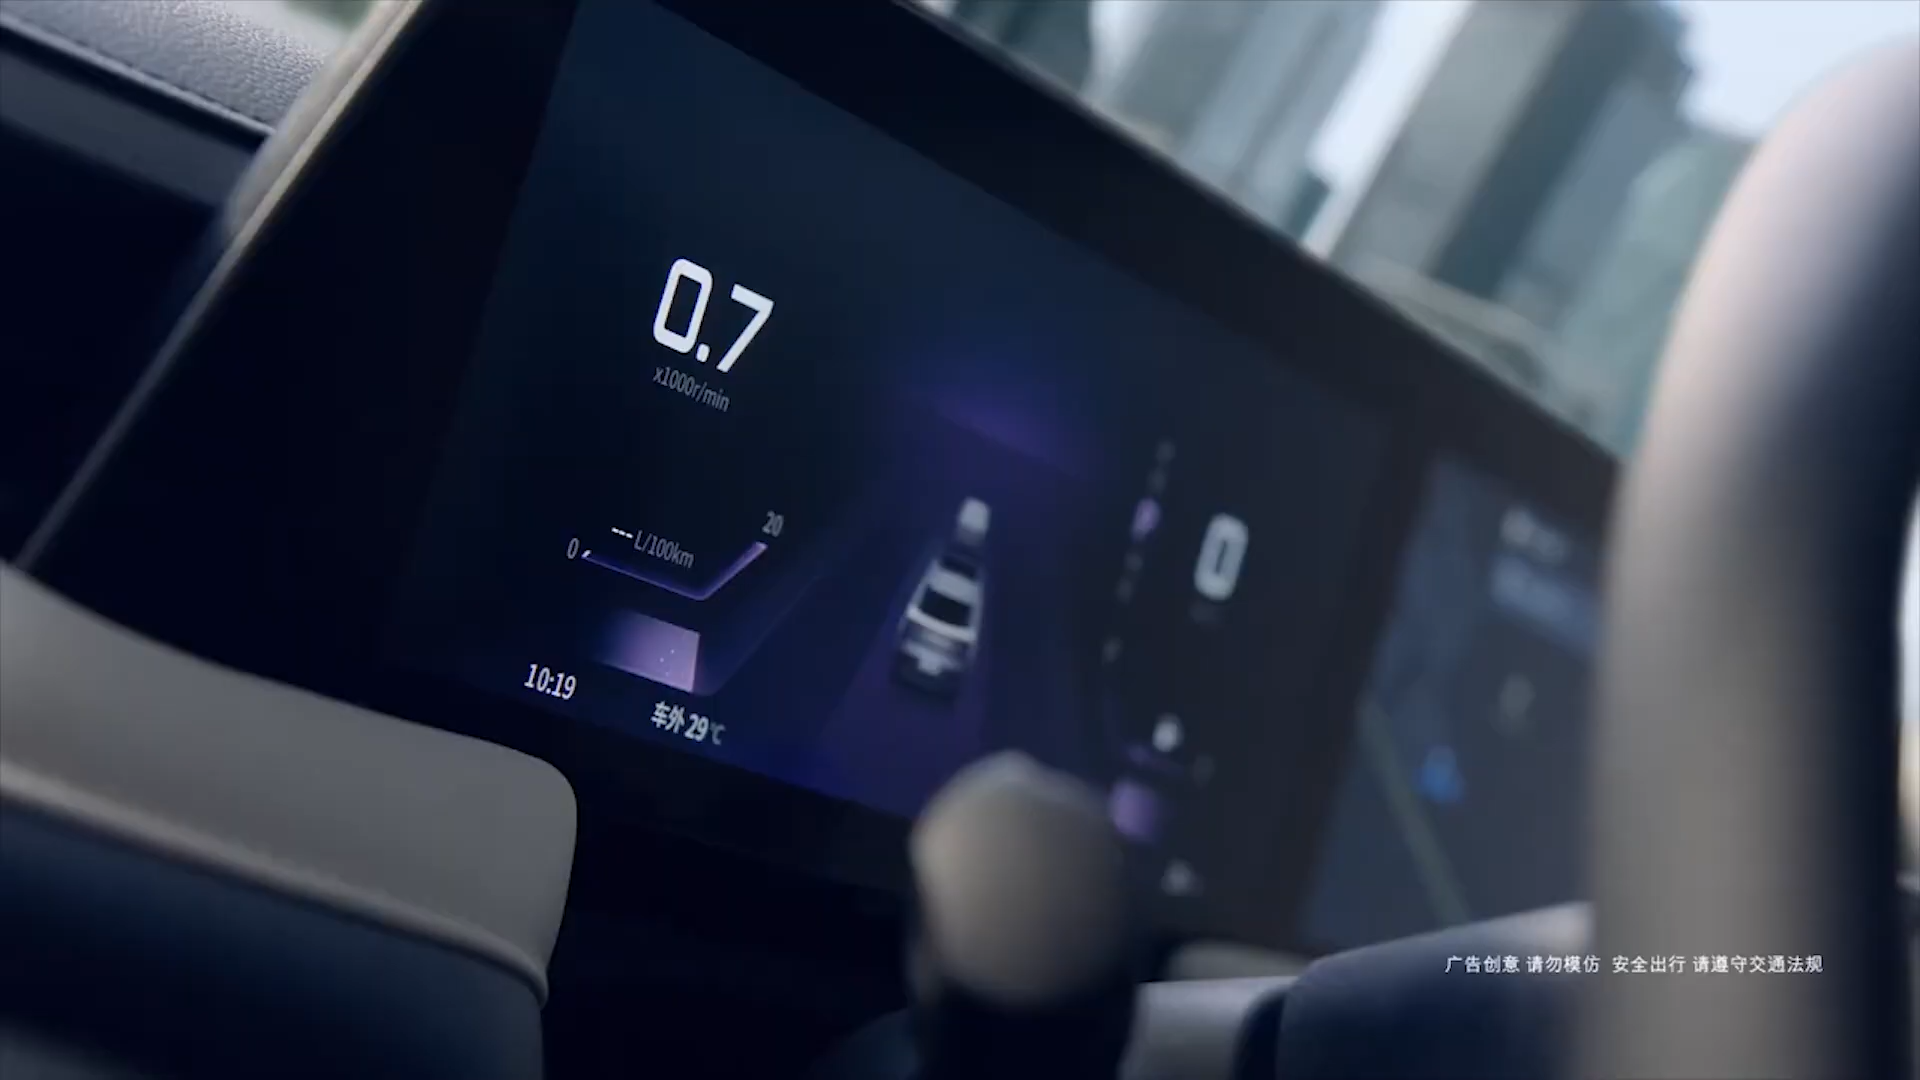 0.7
x1000r/min
20
--- L/100km
0
0
10:19
车外 29℃
广告创意 请勿模仿 安全出行 请遵守交通法规